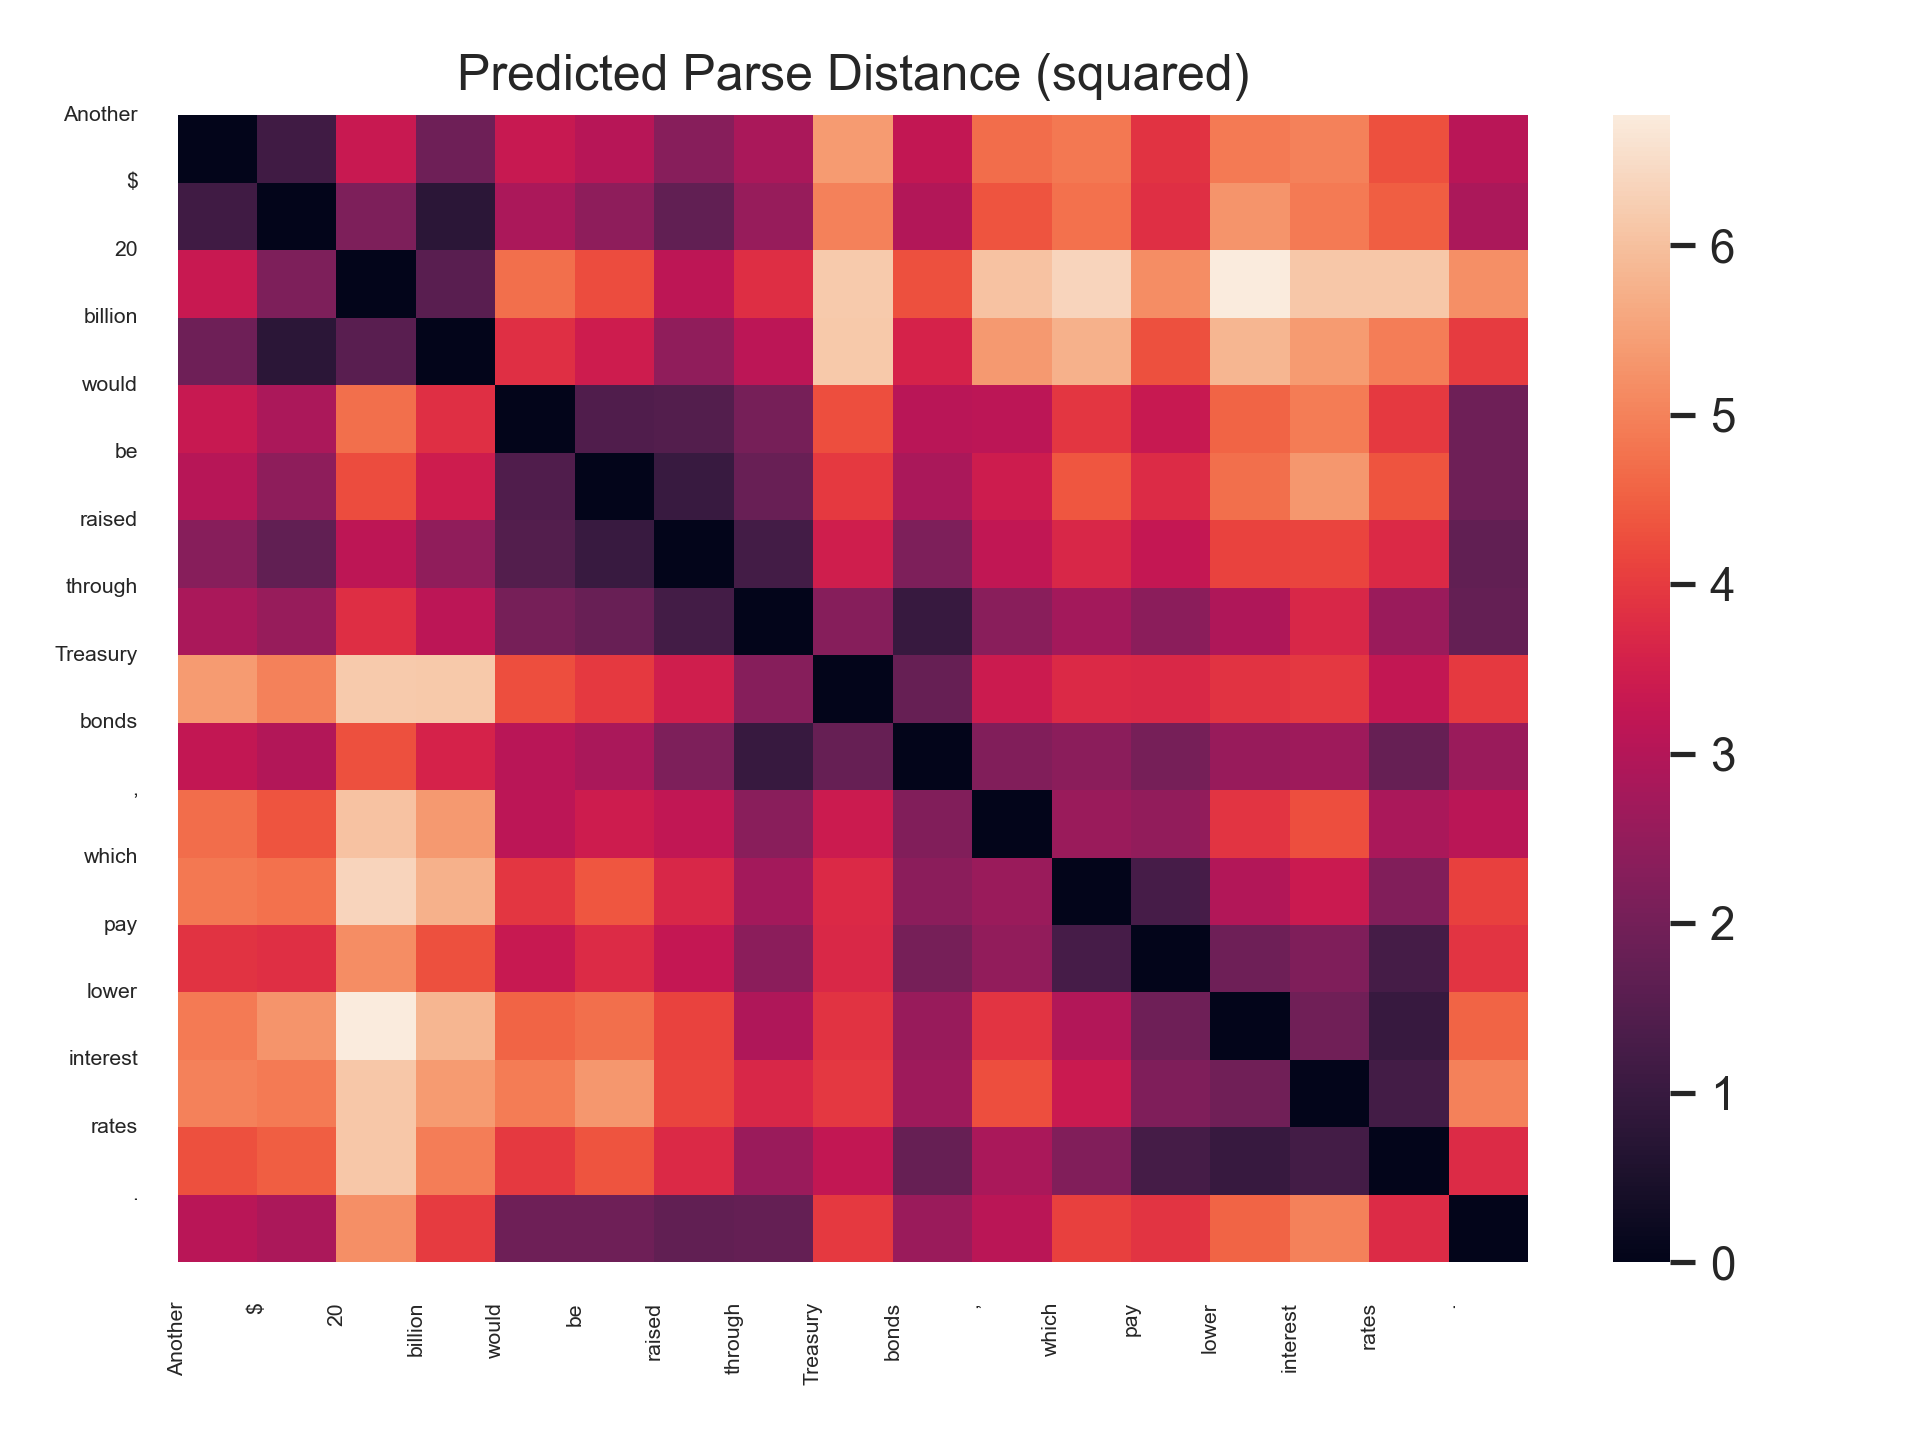 Predicted Parse Distance (squared)
Another
$
20
billion
would
be
raised
through
Treasury
bonds
,
which
pay
lower
interest
rates
.
6
5
4
3
2
1
0
Another
$
20
billion
would
be
raised
through
Treasury
bonds
,
which
pay
lower
interest
rates
.